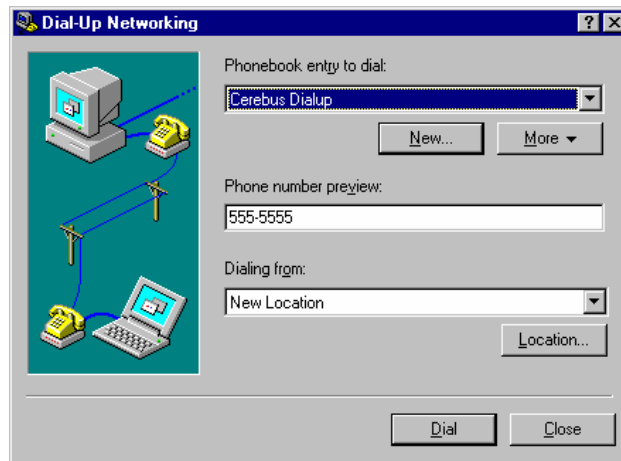 Dial-Up Networking
Phonebook entry to dial:
Cerebus Dialup
New... More
Phone number preview:
555-5555
Dialing from:
New Location
Location...
Dial Close